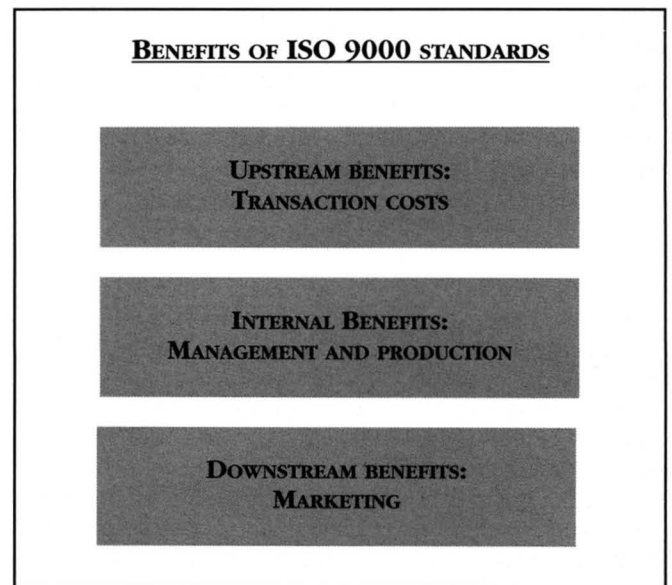 BENEFITS OF ISO 9000 STANDARDS
UPSTREAM BENEFITS:
TRANSACTION COSTS
INTERNAL BENEFITS:
MANAGEMENT AND PRODUCTION
DOWNSTREAM BENEFITS:
MARKETING